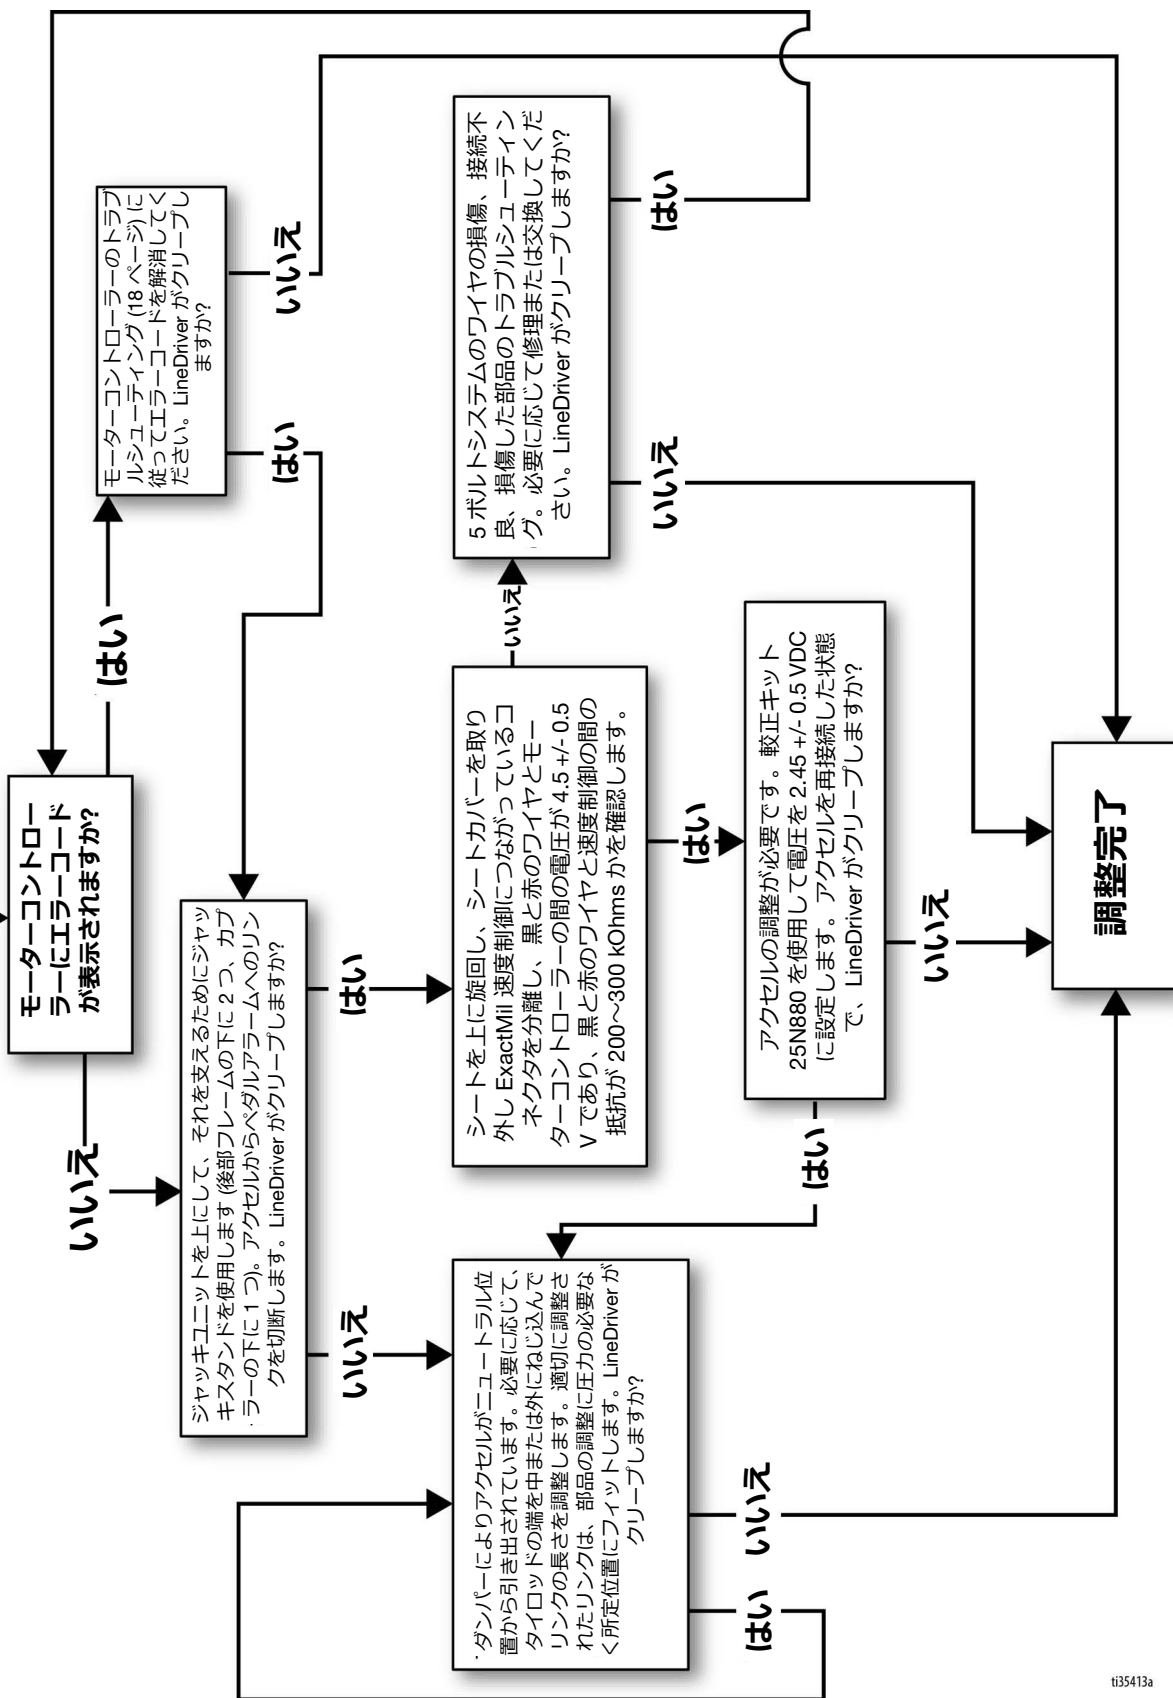 モーターコントロー
ラーにエラーコード
が表示されますか?
はい
モーターコントローラーのトラブ
ルシューティング (18 ページ) に
従ってエラーコードを解消してく
ださい。LineDriver がクリープし
ますか?
いいえ
はい
いいえ
ジャッキユニットを上にして、それを支えるためにジャッ
キスタンドを使用します (後部フレームの下に 2 つ、カプ
ラーの下に 1 つ)。アクセルからペダルアラームへのリン
クを切断します。LineDriver がクリープしますか?
はい
いいえ
シートを上に旋回し、シートカバーを取り
外し ExactMil 速度制御につながっているコ
ネクタを分離し、黒と赤のワイヤとモー
ターコントローラーの間の電圧が 4.5 +/- 0.5
V であり、黒と赤のワイヤと速度制御の間の
抵抗が 200～300 kOhms かを確認します。
いいえ
はい
5 ボルトシステムのワイヤの損傷、接続不
良、損傷した部品のトラブルシューティン
グ。必要に応じて修理または交換してくだ
さい。LineDriver がクリープしますか?
はい
いいえ
アクセルの調整が必要です。較正キット
25N880 を使用して電圧を 2.45 +/- 0.5 VDC
に設定します。アクセルを再接続した状態
で、LineDriver がクリープしますか?
はい
いいえ
ダンパーによりアクセルがニュートラル位
置から引き出されています。必要に応じて、
タイロッドの端を中または外にねじ込んで
リンクの長さを調整します。適切に調整さ
れたリンクは、部品の調整に圧力の必要な
く所定位置にフィットします。LineDriver が
クリープしますか?
はい
いいえ
調整完了
ti35413a